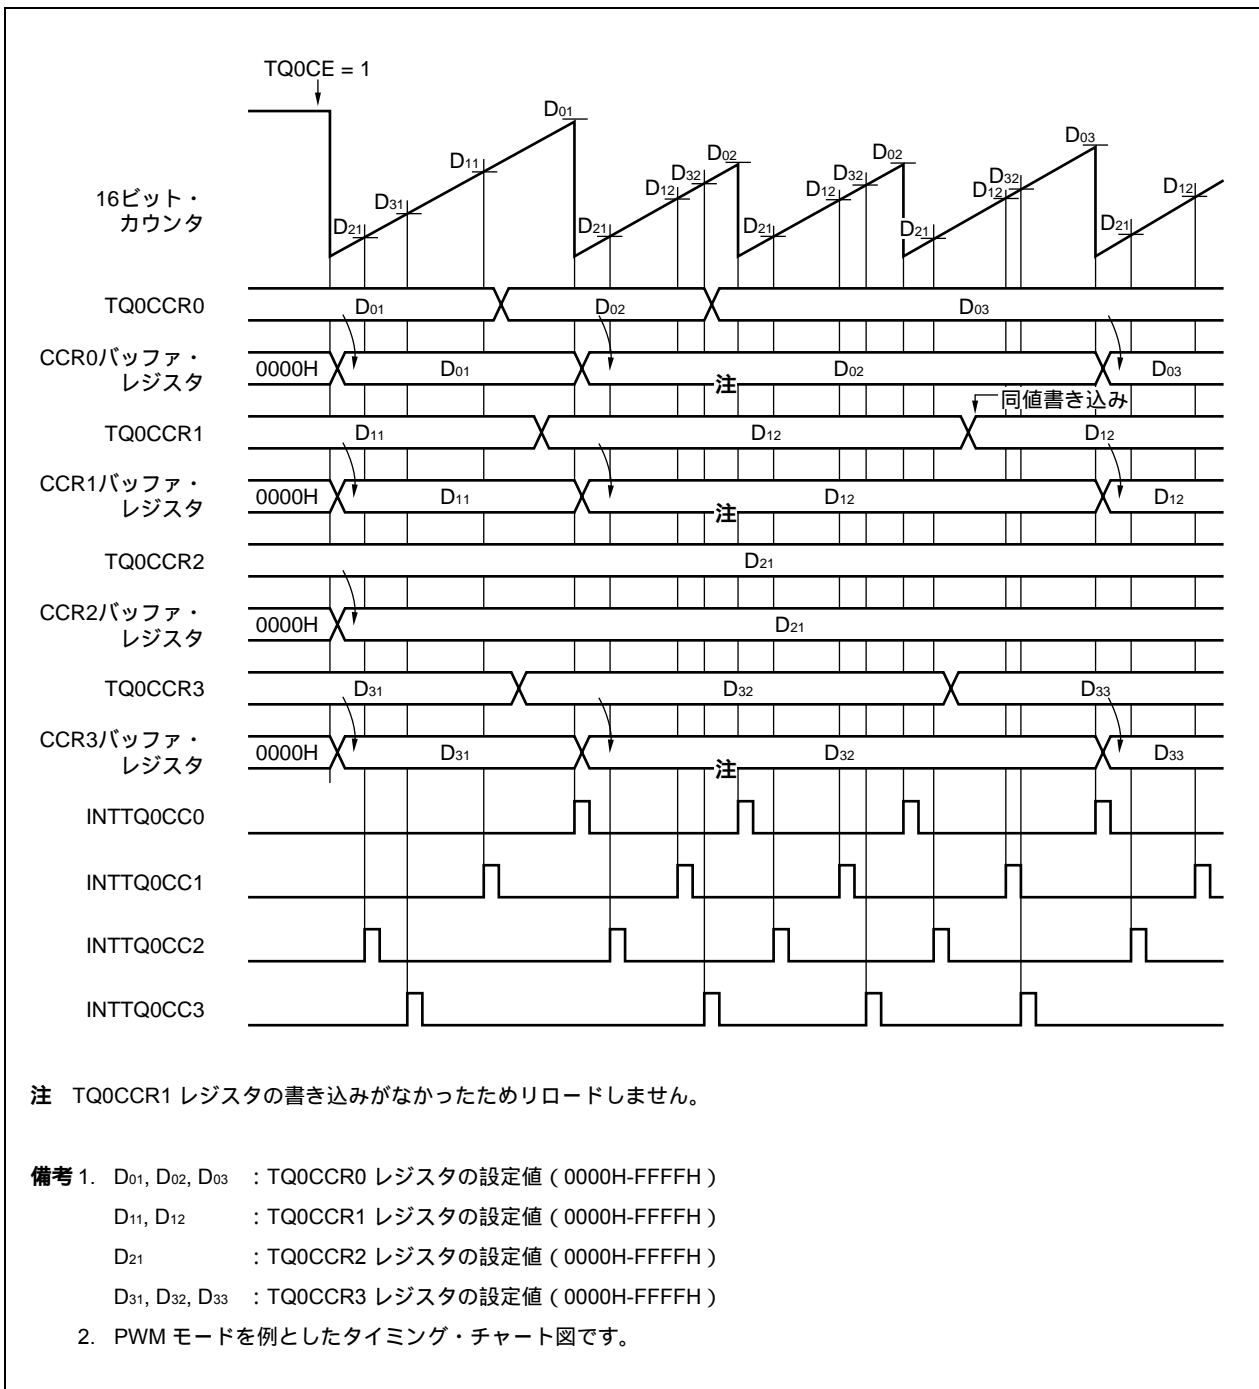 TQ0CE = 1
16ビット・
カウンタ
D21 D31 D11 D01 D21 D12 D32 D02 D21 D12 D32 D02 D21 D12 D32 D03 D21 D12
TQ0CCR0 D01 D02 D03
CCR0バッファ・
レジスタ 0000H D01 注 D02 D03
同値書き込み
TQ0CCR1 D11 D12 D12
CCR1バッファ・
レジスタ 0000H D11 注 D12 D12
TQ0CCR2 D21
CCR2バッファ・
レジスタ 0000H D21
TQ0CCR3 D31 D32 D33
CCR3バッファ・
レジスタ 0000H D31 注 D32 D33
INTTQ0CC0
INTTQ0CC1
INTTQ0CC2
INTTQ0CC3
注 TQ0CCR1 レジスタの書き込みがなかったためリロードしません。
備考 1. D01, D02, D03 : TQ0CCR0 レジスタの設定値（0000H-FFFFH）
D11, D12 : TQ0CCR1 レジスタの設定値（0000H-FFFFH）
D21 : TQ0CCR2 レジスタの設定値（0000H-FFFFH）
D31, D32, D33 : TQ0CCR3 レジスタの設定値（0000H-FFFFH）
2. PWM モードを例としたタイミング・チャート図です。